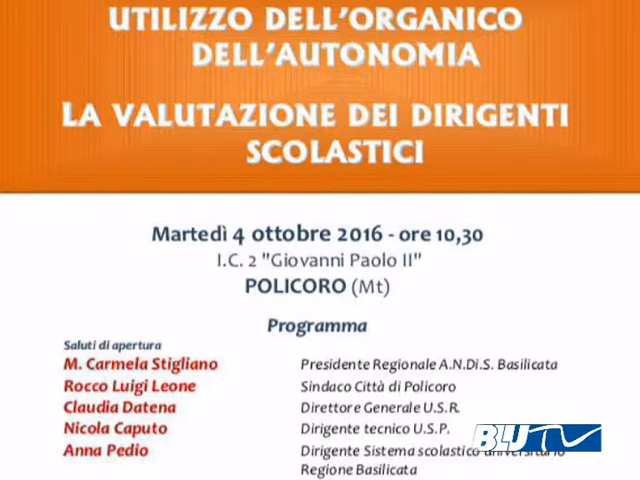 UTILIZZO DELL'ORGANICO
DELL'AUTONOMIA
LA VALUTAZIONE DEI DIRIGENTI
SCOLASTICI
Martedì 4 ottobre 2016 - ore 10,30
I.C. 2 "Giovanni Paolo II"
POLICORO (Mt)
Programma
Saluti di apertura
M. Carmela Stigliano Presidente Regionale A.N.Di.S. Basilicata
Rocco Luigi Leone Sindaco Città di Policoro
Claudia Datena Direttore Generale U.S.R.
Nicola Caputo Dirigente tecnico U.S.P.
Anna Pedio Dirigente Sistema scolastico universitario
Regione Basilicata
BLU TV